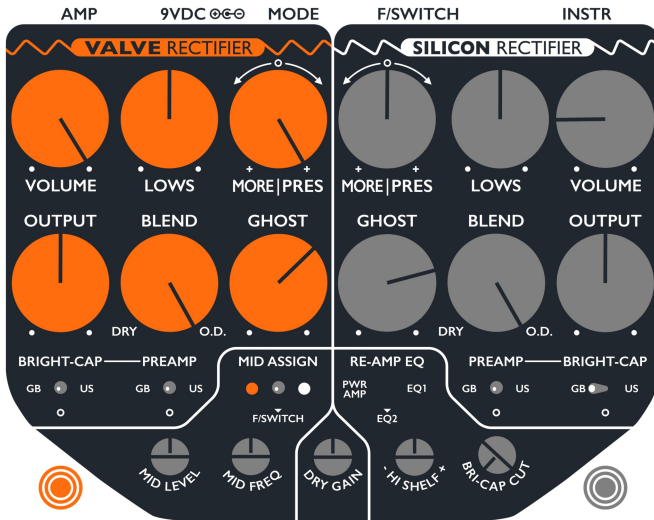 AMP 9VDC MODE F/SWITCH INSTR
VALVE RECTIFIER SILICON RECTIFIER
+ + + +
VOLUME LOWS MORE|PRES MORE|PRES LOWS VOLUME
OUTPUT BLEND GHOST GHOST BLEND OUTPUT
DRY O.D. DRY O.D.
BRIGHT-CAP PREAMP MID ASSIGN RE-AMP EQ PREAMP BRIGHT-CAP
GB US GB US PWR AMP EQ1 GB US GB US
F/SWITCH EQ2
MID LEVEL MID FREQ DRY GAIN - HI SHELF + BRI-CAP CUT